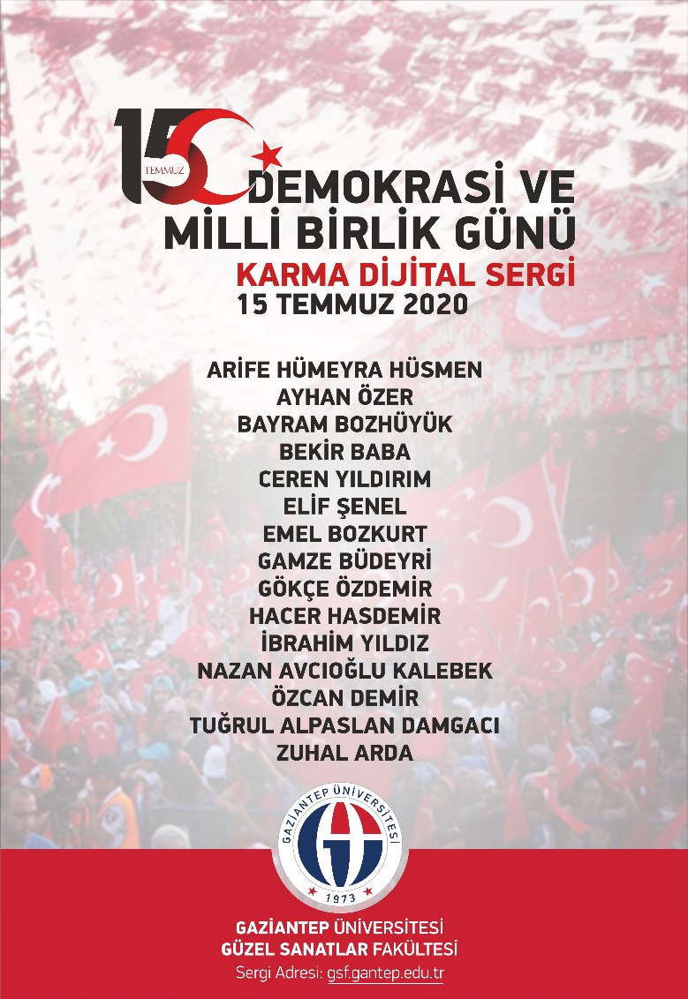 15
TEMMUZ
DEMOKRASİ VE
MİLLİ BİRLİK GÜNÜ
KARMA DİJİTAL SERGİ
15 TEMMUZ 2020
ARİFE HÜMEYRA HÜSMEN
AYHAN ÖZER
BAYRAM BOZHÜYÜK
BEKİR BABA
CEREN YILDIRIM
ELİF ŞENEL
EMEL BOZKURT
GAMZE BÜDEYRİ
GÖKÇE ÖZDEMİR
HACER HASDEMİR
İBRAHİM YILDIZ
NAZAN AVCIOĞLU KALEBEK
ÖZCAN DEMİR
TUĞRUL ALPASLAN DAMGACI
ZUHAL ARDA
GAZİANTEP ÜNİVERSİTESİ
1973
GAZİANTEP ÜNİVERSİTESİ
GÜZEL SANATLAR FAKÜLTESİ
Sergi Adresi: gsf.gantep.edu.tr